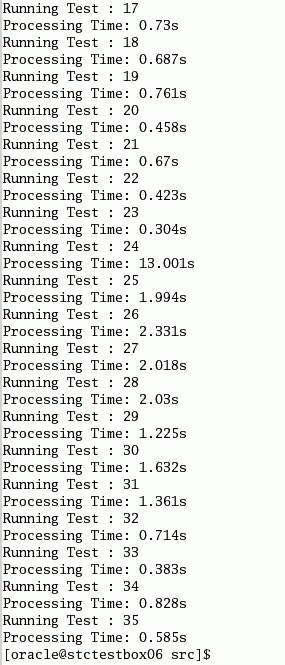 Running Test : 17
Processing Time: 0.73s
Running Test : 18
Processing Time: 0.687s
Running Test : 19
Processing Time: 0.761s
Running Test : 20
Processing Time: 0.458s
Running Test : 21
Processing Time: 0.67s
Running Test : 22
Processing Time: 0.423s
Running Test : 23
Processing Time: 0.304s
Running Test : 24
Processing Time: 13.001s
Running Test : 25
Processing Time: 1.994s
Running Test : 26
Processing Time: 2.331s
Running Test : 27
Processing Time: 2.018s
Running Test : 28
Processing Time: 2.03s
Running Test : 29
Processing Time: 1.225s
Running Test : 30
Processing Time: 1.632s
Running Test : 31
Processing Time: 1.361s
Running Test : 32
Processing Time: 0.714s
Running Test : 33
Processing Time: 0.383s
Running Test : 34
Processing Time: 0.828s
Running Test : 35
Processing Time: 0.585s
[oracle@stctestbox06 src]$